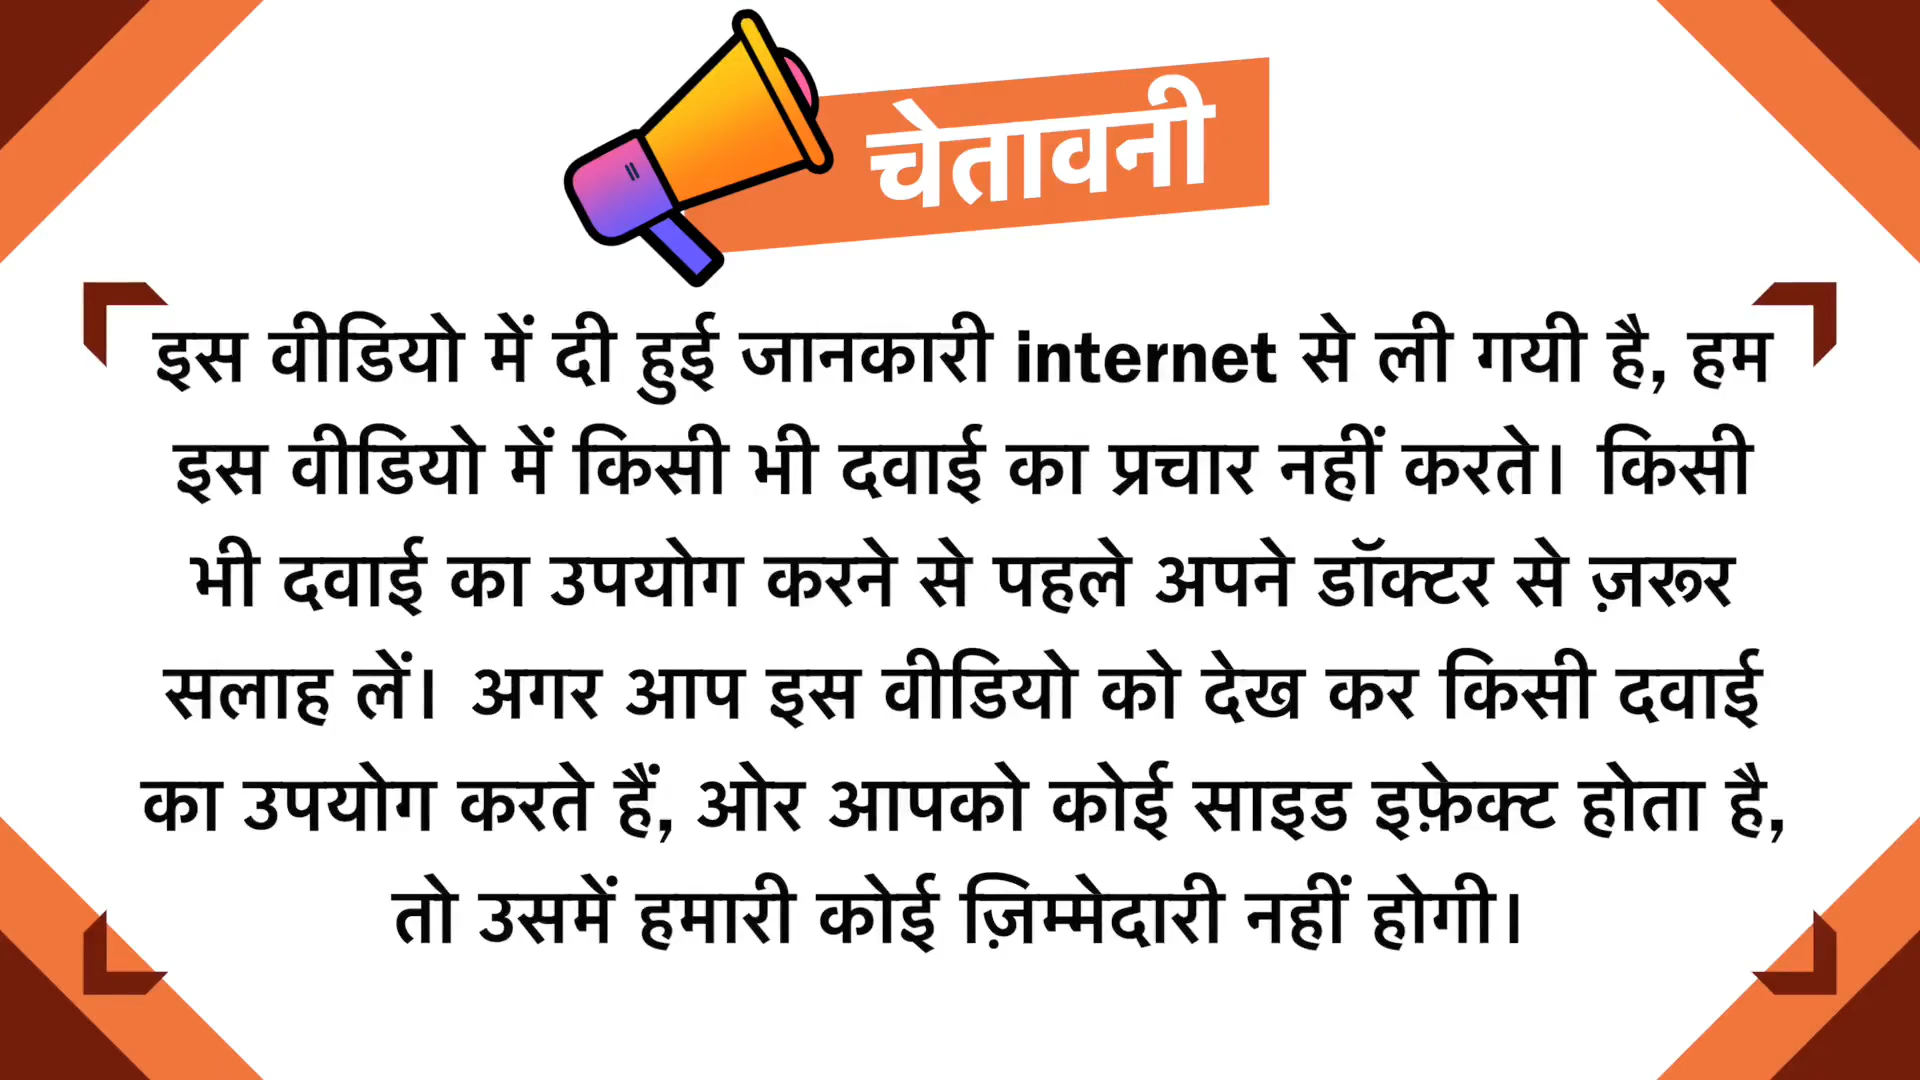 चेतावनी
इस वीडियो में दी हुई जानकारी internet से ली गयी है, हम
इस वीडियो में किसी भी दवाई का प्रचार नहीं करते। किसी
भी दवाई का उपयोग करने से पहले अपने डॉक्टर से ज़रूर
सलाह लें। अगर आप इस वीडियो को देख कर किसी दवाई
का उपयोग करते हैं, ओर आपको कोई साइड इफ़ेक्ट होता है,
तो उसमें हमारी कोई ज़िम्मेदारी नहीं होगी।